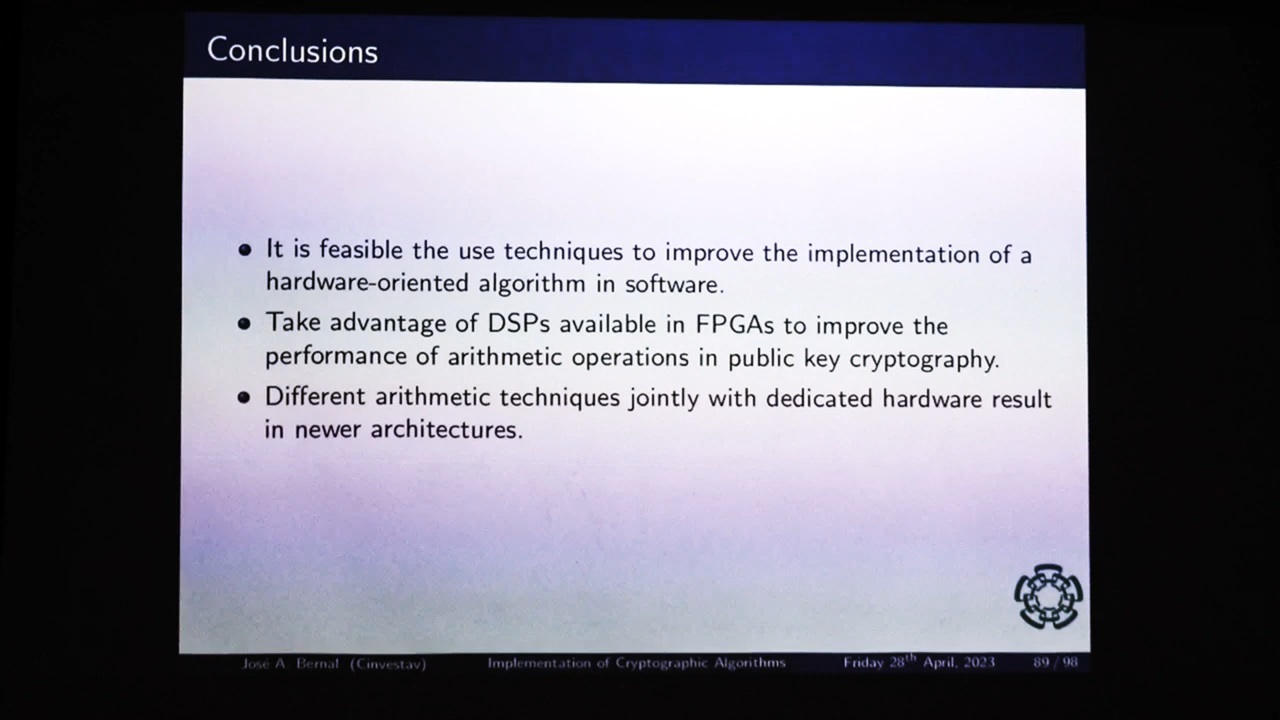 Conclusions
It is feasible the use techniques to improve the implementation of a
hardware-oriented algorithm in software.
Take advantage of DSPs available in FPGAs to improve the
performance of arithmetic operations in public key cryptography.
Different arithmetic techniques jointly with dedicated hardware result
in newer architectures.
José A. Bernal (Cinvestav) Implementation of Cryptographic Algorithms Friday 28th April, 2023 89 / 98